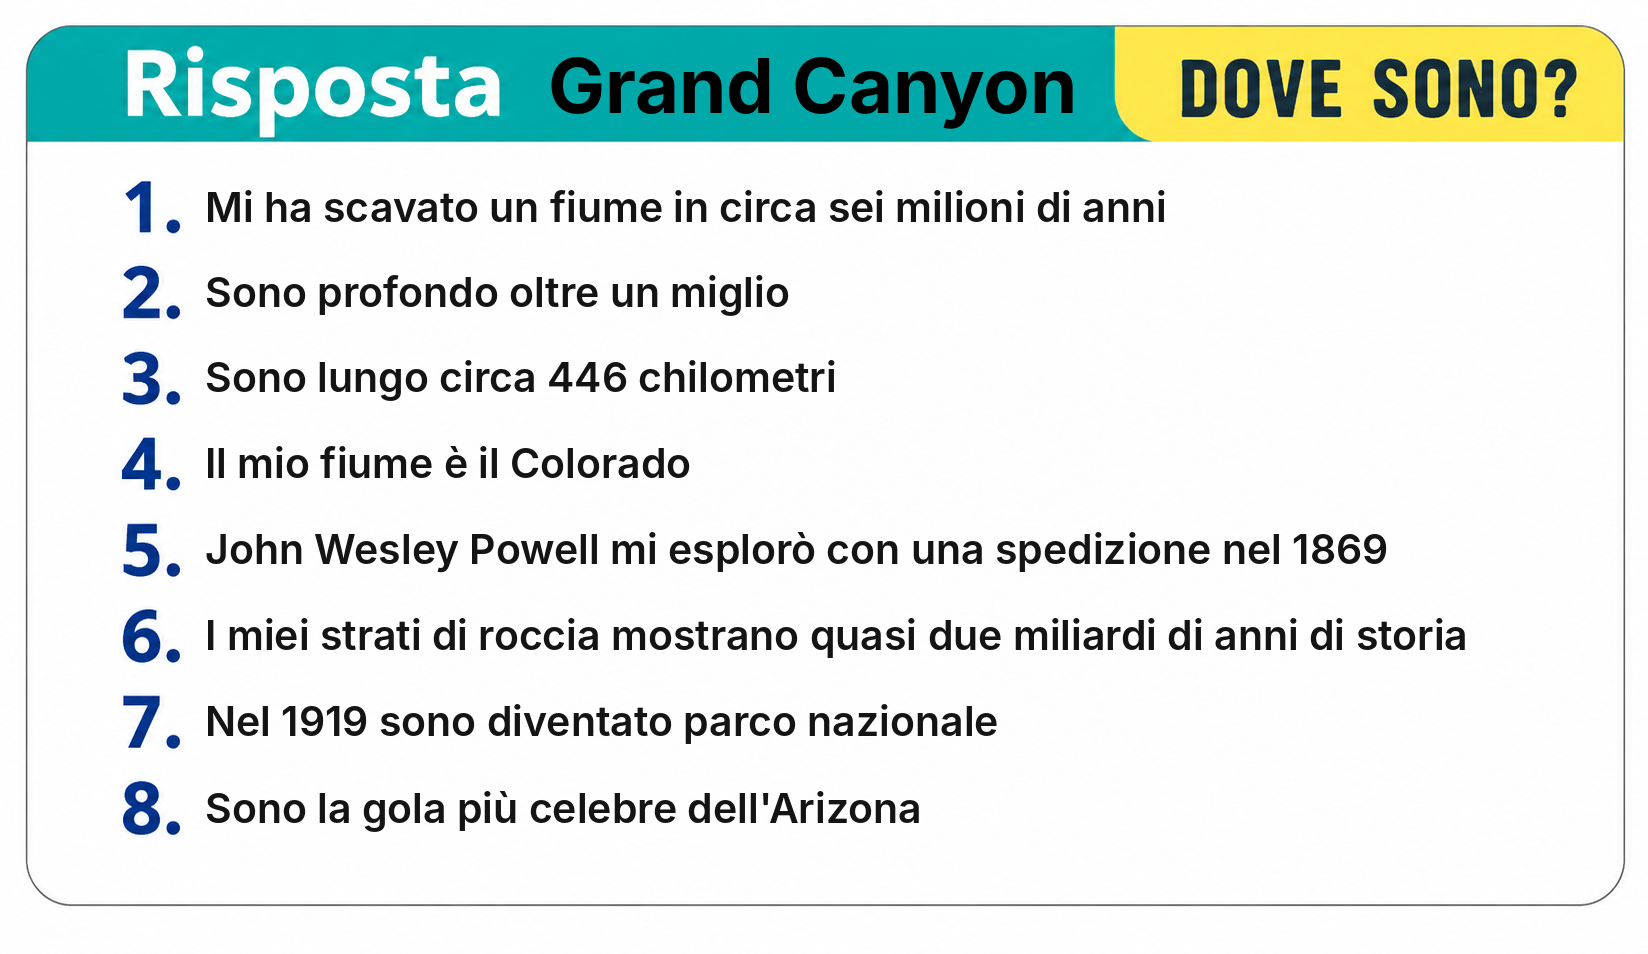 Risposta Grand Canyon DOVE SONO?
1. Mi ha scavato un fiume in circa sei milioni di anni
2. Sono profondo oltre un miglio
3. Sono lungo circa 446 chilometri
4. Il mio fiume è il Colorado
5. John Wesley Powell mi esplorò con una spedizione nel 1869
6. I miei strati di roccia mostrano quasi due miliardi di anni di storia
7. Nel 1919 sono diventato parco nazionale
8. Sono la gola più celebre dell'Arizona